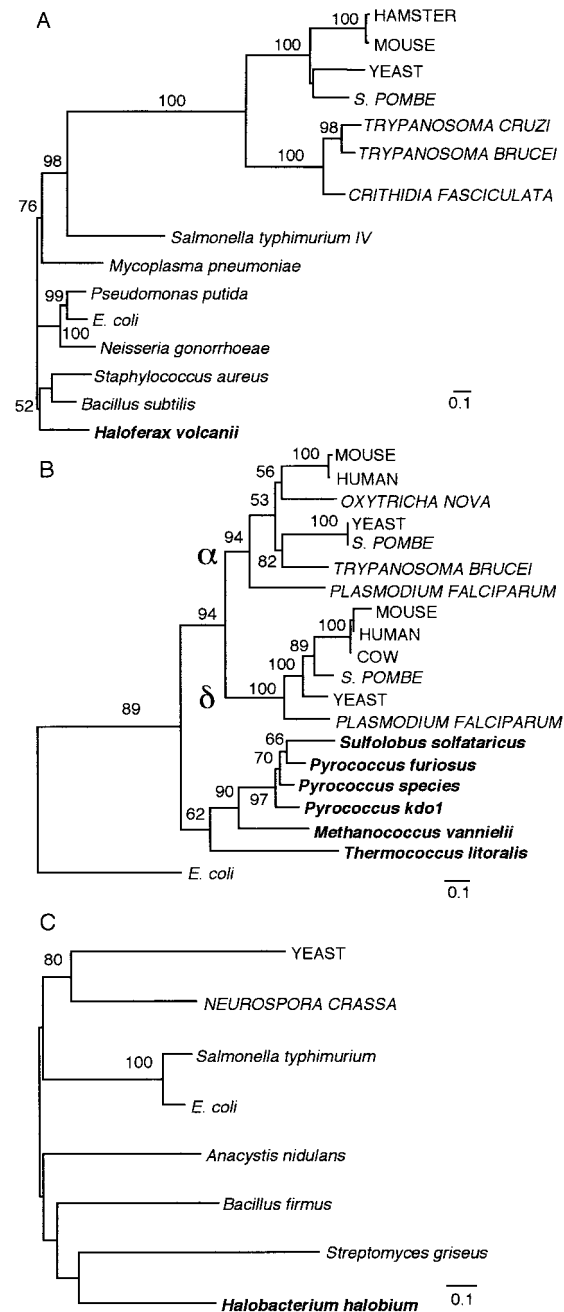 A
100
HAMSTER
MOUSE
100
YEAST
S. POMBE
100
98
TRYPANOSOMA CRUZI
TRYPANOSOMA BRUCEI
100
CRITHIDIA FASCICULATA
98
76
Salmonella typhimurium IV
Mycoplasma pneumoniae
99
Pseudomonas putida
E. coli
100
Neisseria gonorrhoeae
Staphylococcus aureus
52
Bacillus subtilis
0.1
Haloferax volcanii
B
100
MOUSE
56
HUMAN
53
OXYTRICHA NOVA
94
100
YEAST
α
S. POMBE
82
TRYPANOSOMA BRUCEI
PLASMODIUM FALCIPARUM
94
MOUSE
100
HUMAN
89
COW
100
S. POMBE
δ
100
YEAST
89
PLASMODIUM FALCIPARUM
66
Sulfolobus solfataricus
70
Pyrococcus furiosus
Pyrococcus species
90
97
Pyrococcus kdo1
62
Methanococcus vannielii
Thermococcus litoralis
E. coli
0.1
C
80
YEAST
NEUROSPORA CRASSA
100
Salmonella typhimurium
E. coli
Anacystis nidulans
Bacillus firmus
Streptomyces griseus
Halobacterium halobium
0.1